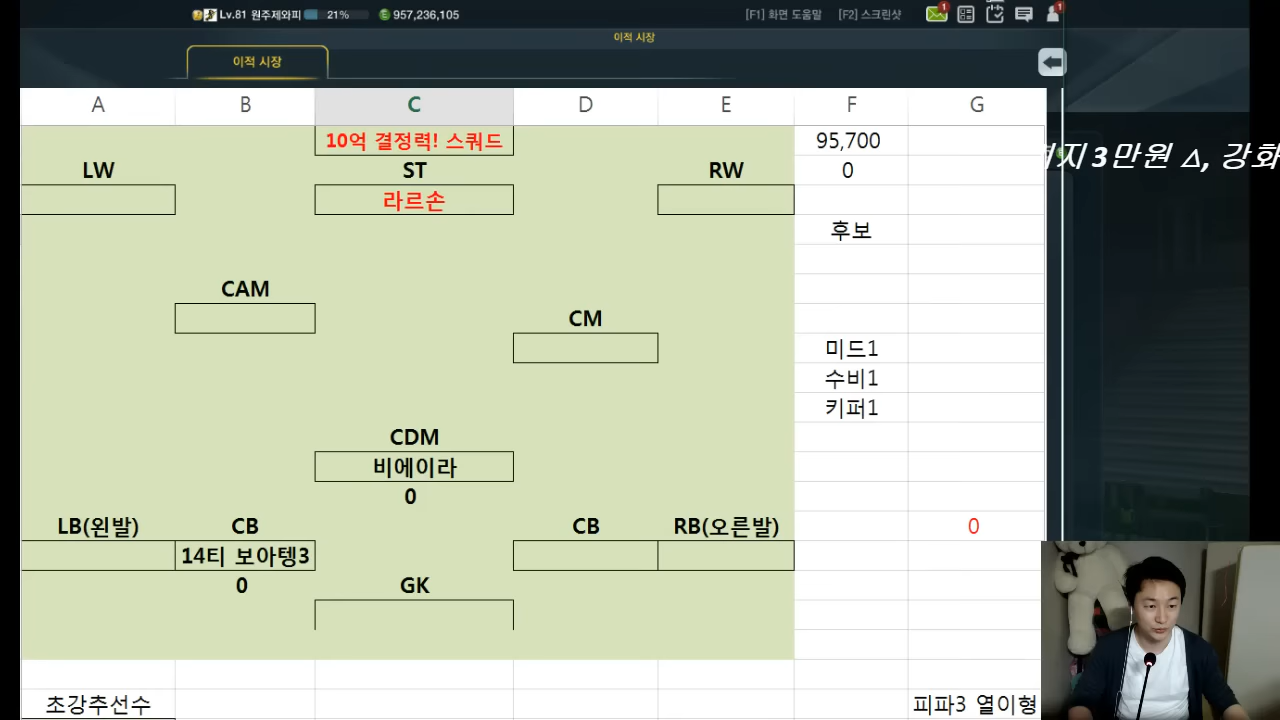 Lv.81 원주제와피 21% 957,236,105 [F1] 화면 도움말 [F2] 스크린샷 1 1
이적 시장
이적 시장
A B C D E F G
10억 결정력! 스쿼드 95,700
지 3만원 △, 강화
LW ST RW 0
라르손
후보
CAM
CM
미드1
수비1
키퍼1
CDM
비에이라
0
LB(왼발) CB CB RB(오른발) 0
14티 보아텡3
0 GK
초강추선수 피파3 열이형